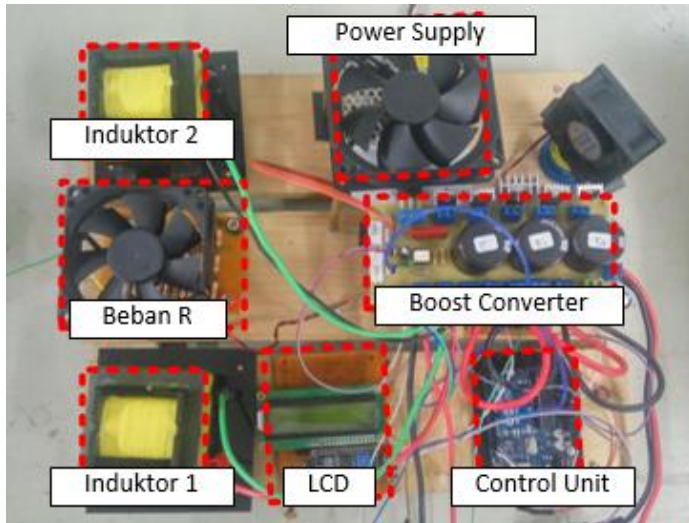 Power Supply
Induktor 2
Beban R
Boost Converter
Induktor 1
LCD
Control Unit